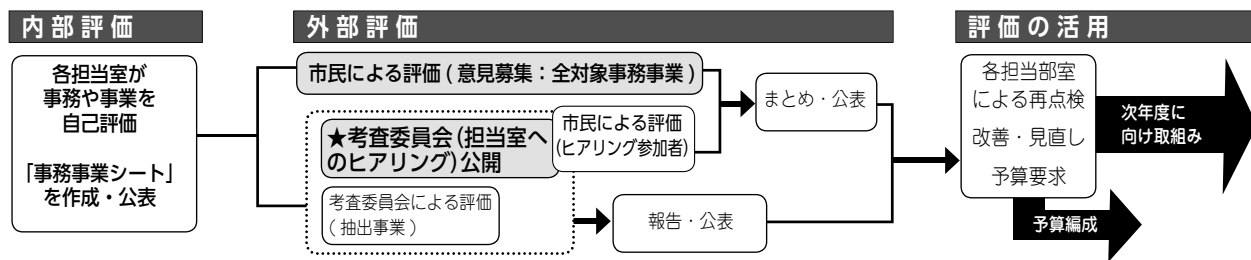 内部評価
各担当室が
事務や事業を
自己評価
「事務事業シート」
を作成・公表
外部評価
市民による評価 ( 意見募集：全対象事務事業 )
★考査委員会 (担当室へ
のヒアリング) 公開
市民による評価
(ヒアリング参加者)
考査委員会による評価
( 抽出事業 )
まとめ・公表
報告・公表
評価の活用
各担当部室
による再点検
改善・見直し
予算要求
次年度に
向け取組み
予算編成